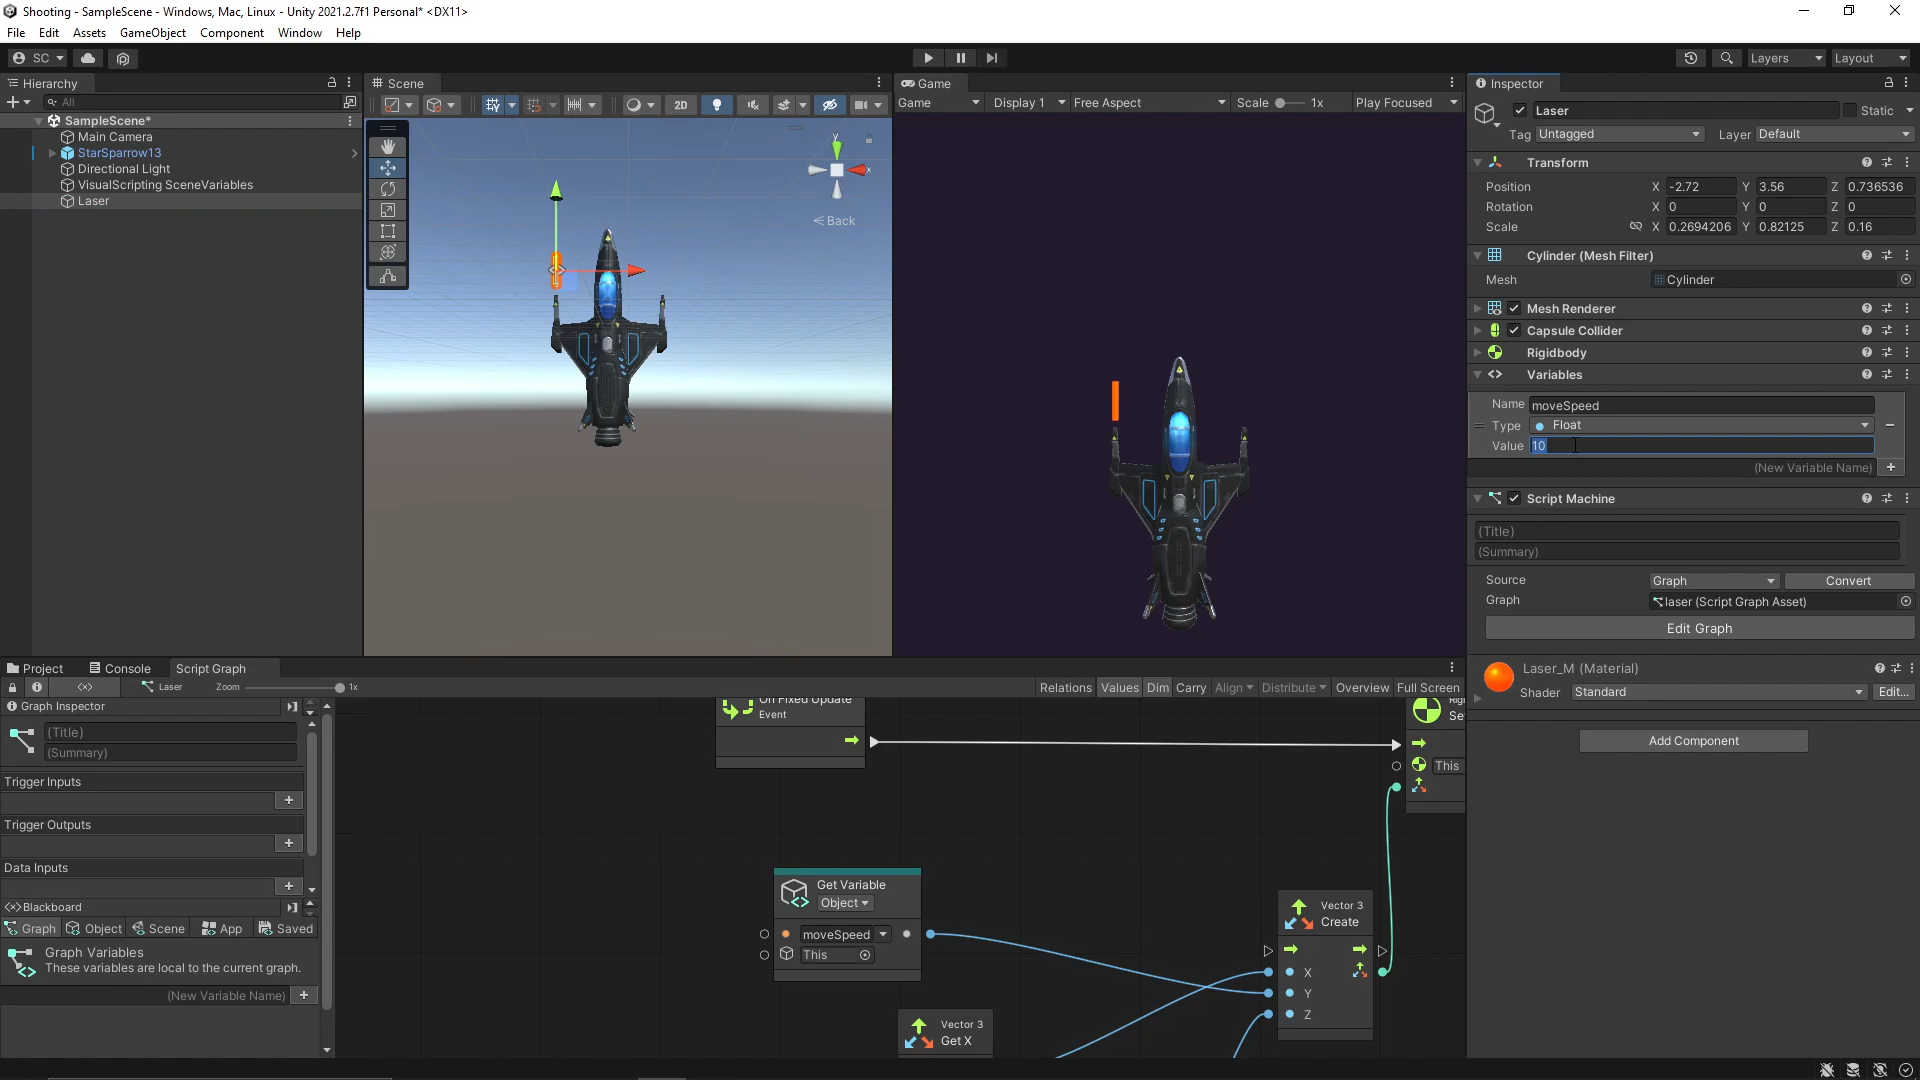 Shooting - SampleScene - Windows, Mac, Linux - Unity 2021.2.7f1 Personal* <DX11>
File Edit Assets GameObject Component Window Help
SC Layers Layout
Hierarchy
All
SampleScene*
Main Camera
StarSparrow13
Directional Light
VisualScripting SceneVariables
Laser
Scene
2D
y
x
Back
Game
Game Display 1 Free Aspect Scale 1x Play Focused
Inspector
Laser Static
Tag Untagged Layer Default
Transform
Position X -2.72 Y 3.56 Z 0.736536
Rotation X 0 Y 0 Z 0
Scale X 0.2694206 Y 0.82125 Z 0.16
Cylinder (Mesh Filter)
Mesh Cylinder
Mesh Renderer
Capsule Collider
Rigidbody
Variables
Name moveSpeed
Type Float
Value 10
(New Variable Name)
Script Machine
(Title)
(Summary)
Source Graph Convert
Graph laser (Script Graph Asset)
Edit Graph
Laser_M (Material)
Shader Standard Edit...
Add Component
Project Console Script Graph
Laser Zoom 1x Relations Values Dim Carry Align Distribute Overview Full Screen
Graph Inspector
(Title)
(Summary)
Trigger Inputs
Trigger Outputs
Data Inputs
Blackboard
Graph Object Scene App Saved
Graph Variables
These variables are local to the current graph.
(New Variable Name)
On Fixed Update
Event
This
Get Variable
Object
moveSpeed
This
Vector 3
Create
X
Y
Z
Vector 3
Get X